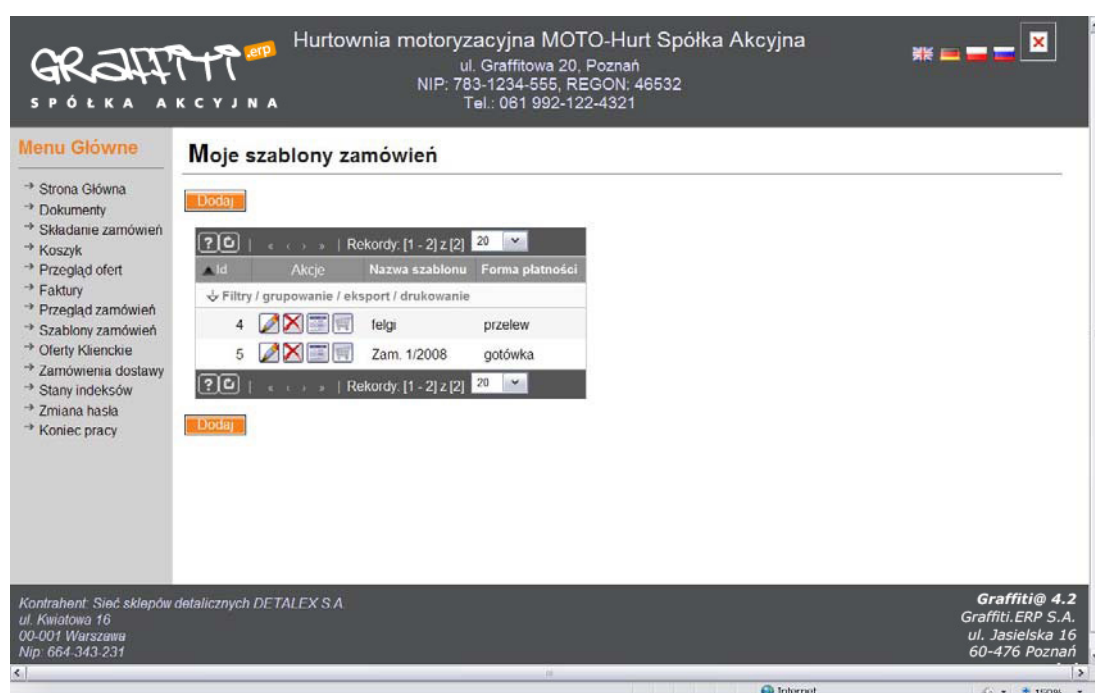 GRAFFITI .erp
SPÓŁKA AKCYJNA
Hurtownia motoryzacyjna MOTO-Hurt Spółka Akcyjna
ul. Graffitowa 20, Poznań
NIP: 783-1234-555, REGON: 46532
Tel.: 061 992-122-4321
Menu Główne
Strona Główna
Dokumenty
Składanie zamówień
Koszyk
Przegląd ofert
Faktury
Przegląd zamówień
Szablony zamówień
Oferty Klienckie
Zamówienia dostawy
Stany indeksów
Zmiana hasła
Koniec pracy
Moje szablony zamówień
Dodaj
? | « ‹ › » | Rekordy: [1 - 2] z [2] 20
Id Akcje Nazwa szablonu Forma płatności
Filtry / grupowanie / eksport / drukowanie
4 felgi przelew
5 Zam. 1/2008 gotówka
? | « ‹ › » | Rekordy: [1 - 2] z [2] 20
Dodaj
Kontrahent: Sieć sklepów detalicznych DETALEX S.A.
ul. Kwiatowa 16
00-001 Warszawa
Nip: 664-343-231
Graffiti@ 4.2
Graffiti.ERP S.A.
ul. Jasielska 16
60-476 Poznań
Internet
150%